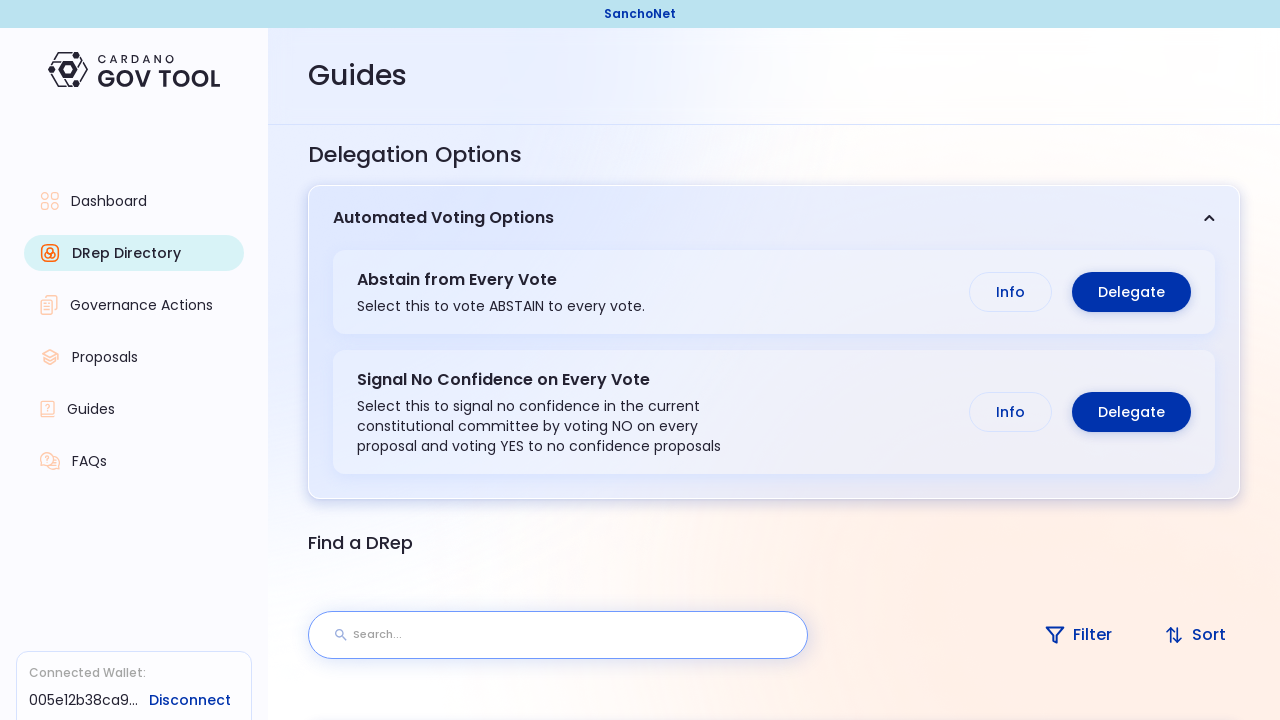 SanchoNet
CARDANO
GOV TOOL
Guides
Dashboard
DRep Directory
Governance Actions
Proposals
Guides
FAQs
Connected Wallet:
005e12b38ca9... Disconnect
Delegation Options
Automated Voting Options
Abstain from Every Vote
Select this to vote ABSTAIN to every vote.
Info Delegate
Signal No Confidence on Every Vote
Select this to signal no confidence in the current
constitutional committee by voting NO on every
proposal and voting YES to no confidence proposals
Info Delegate
Find a DRep
Search...
Filter Sort